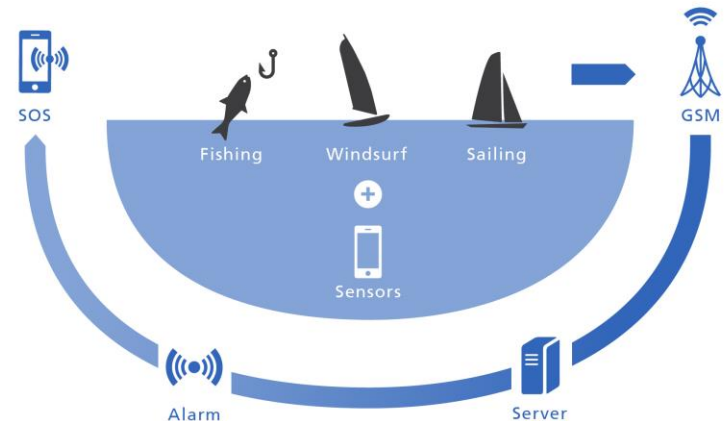 SOS
GSM
Fishing Windsurf Sailing
Sensors
Alarm
Server